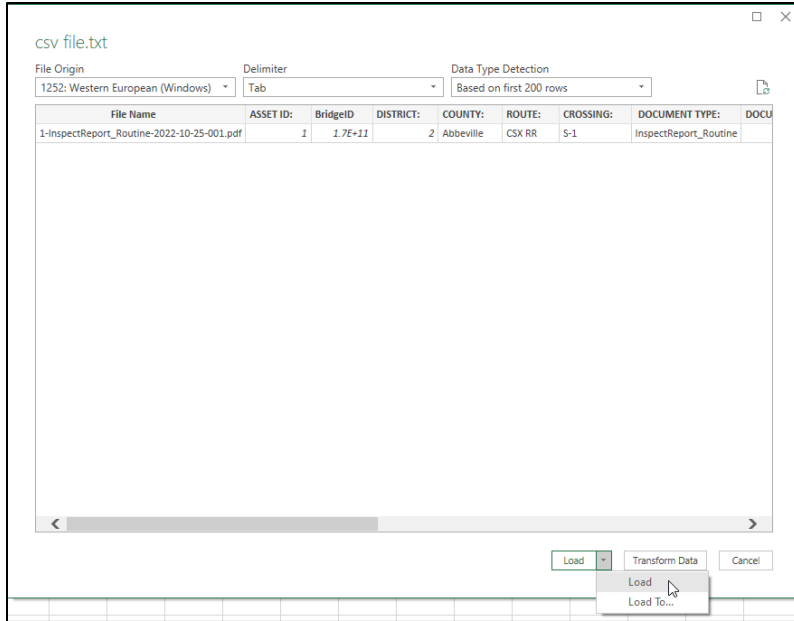 csv file.txt
File Origin Delimiter Data Type Detection
1252: Western European (Windows) Tab Based on first 200 rows
File Name ASSET ID: BridgeID DISTRICT: COUNTY: ROUTE: CROSSING: DOCUMENT TYPE: DOCU
1-InspectReport_Routine-2022-10-25-001.pdf 1 1.7E+11 2 Abbeville CSX RR S-1 InspectReport_Routine
Load Transform Data Cancel
Load
Load To...